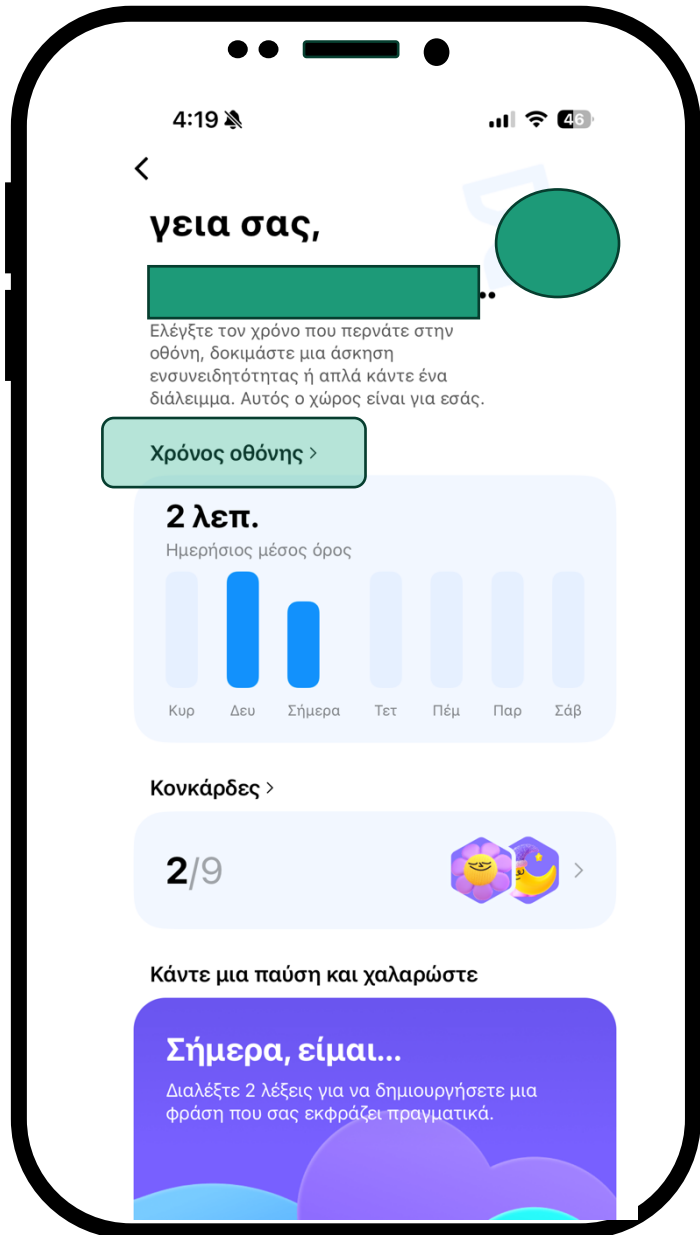 4:19
46
γεια σας,
..
Ελέγξτε τον χρόνο που περνάτε στην
οθόνη, δοκιμάστε μια άσκηση
ενσυνειδητότητας ή απλά κάντε ένα
διάλειμμα. Αυτός ο χώρος είναι για εσάς.
Χρόνος οθόνης >
2 λεπ.
Ημερήσιος μέσος όρος
Κυρ Δευ Σήμερα Τετ Πέμ Παρ Σάβ
Κονκάρδες >
2/9
Κάντε μια παύση και χαλαρώστε
Σήμερα, είμαι...
Διαλέξτε 2 λέξεις για να δημιουργήσετε μια
φράση που σας εκφράζει πραγματικά.